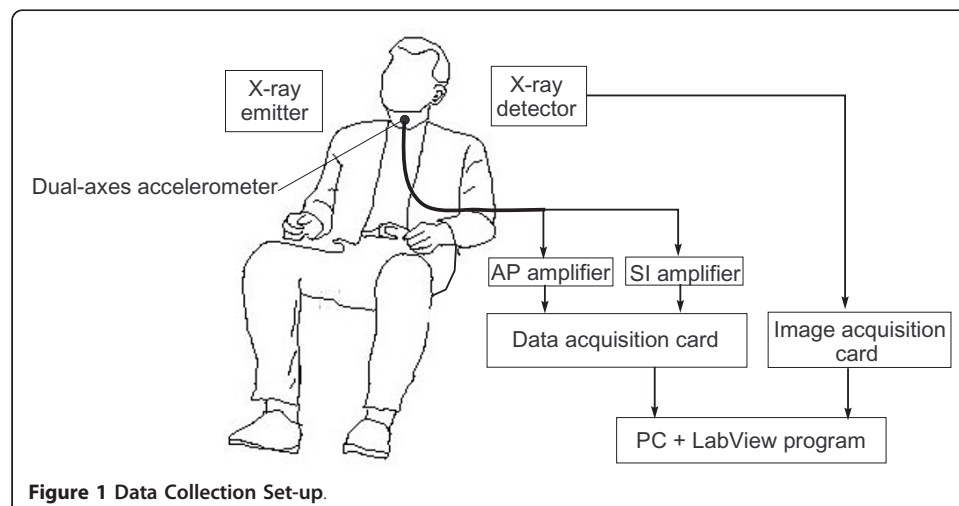 X-ray
emitter
X-ray
detector
Dual-axes accelerometer
AP amplifier
SI amplifier
Data acquisition card
Image acquisition
card
PC + LabView program
Figure 1 Data Collection Set-up.